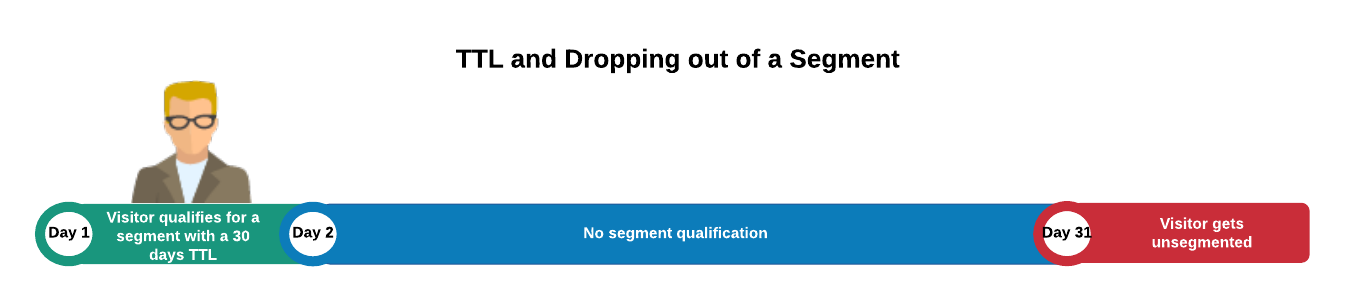 TTL and Dropping out of a Segment
Day 1
Visitor qualifies for a
segment with a 30
days TTL
Day 2
No segment qualification
Day 31
Visitor gets
unsegmented